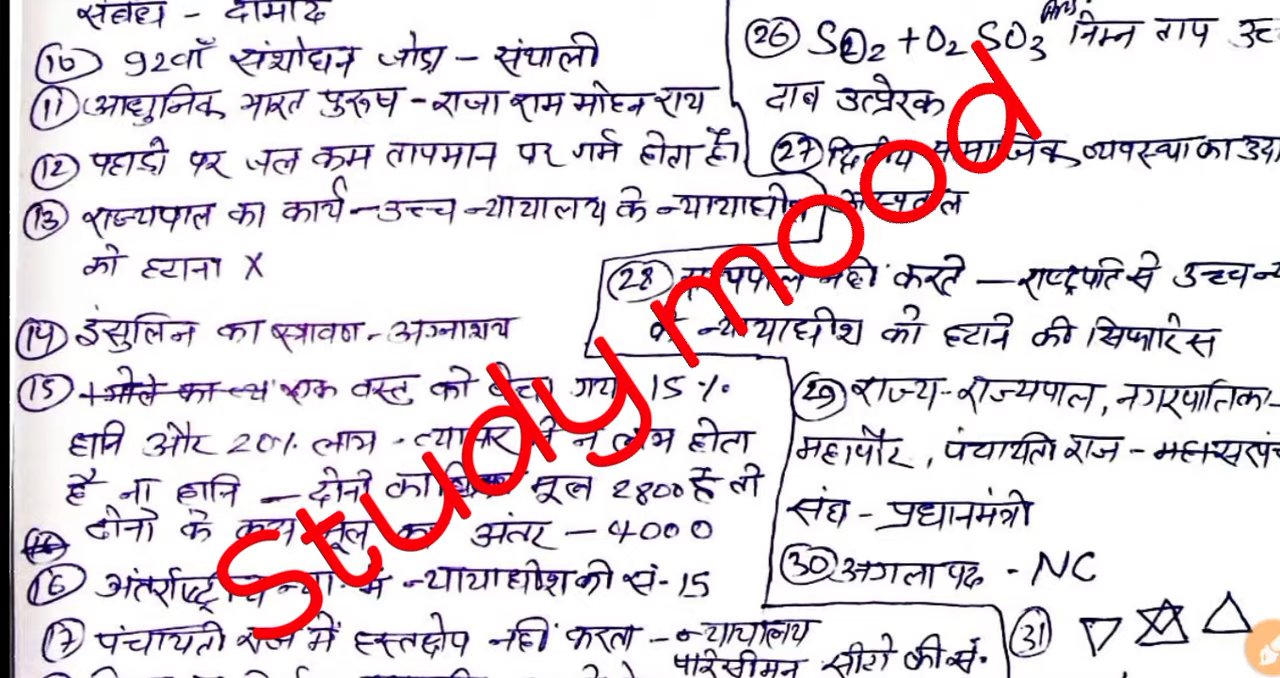 संबंध - दामाद
(10) 92वाँ संशोधन जोड़ा - संथाली
(11) आधुनिक भारत पुरुष - राजा राम मोहन राय
(12) पहाड़ो पर जल कम तापमान पर गर्म होता है।
(13) राज्यपाल का कार्य - उच्च न्यायालय के न्यायाधीश
को हटाना X
(14) इंसुलिन का स्त्रावण - अग्नाशय
(15) एक वस्तु को बेचा गया 15%
हानि और 20% लाभ - व्यापार में न लाभ होता
है ना हानि - दोनो का मूल 2800 है तो
दोनो के क्रय मूल का अंतर - 4000
(16) अंतर्राष्ट्रीय न्या. में न्यायाधीश की सं - 15
(17) पंचायती राज में हस्तक्षेप नहीं करता - न्यायालय
परिसीमन सीटो की सं.
(26) SO2 + O2 SO3 Ans. निम्न ताप उच्च
दाब उत्प्रेरक
(27) द्वितीय सामाजिक व्यवस्था का उदा
अस्पताल
(28) राज्यपाल नहीं करते - राष्ट्रपति से उच्च न्य
के न्यायाधीश को हटाने की सिफारिस
(29) राज्य - राज्यपाल, नगरपालिका -
महापौर, पंचायती राज - सरपंच
संघ - प्रधानमंत्री
(30) अगला पद - NC
(31)
Study mood